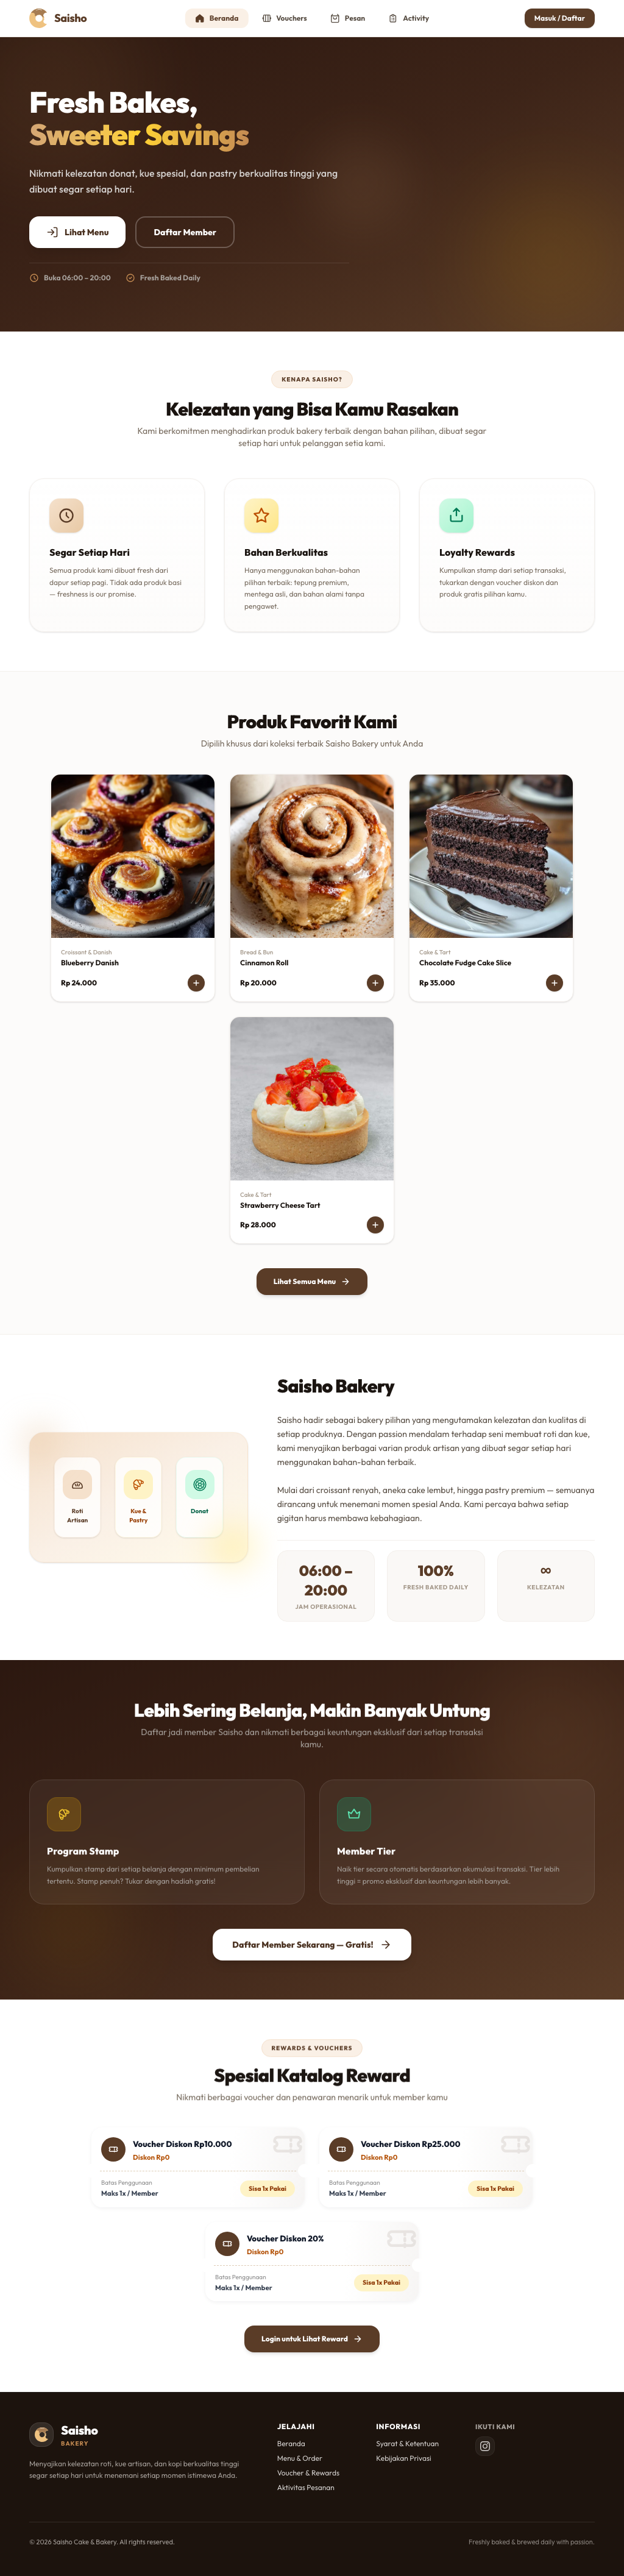 Saisho
Beranda
Vouchers
Pesan
Activity
Masuk / Daftar
Fresh Bakes,
Sweeter Savings
Nikmati kelezatan donat, kue spesial, dan pastry berkualitas tinggi yang
dibuat segar setiap hari.
Lihat Menu
Daftar Member
Buka 06:00 – 20:00
Fresh Baked Daily
KENAPA SAISHO?
Kelezatan yang Bisa Kamu Rasakan
Kami berkomitmen menghadirkan produk bakery terbaik dengan bahan pilihan, dibuat segar
setiap hari untuk pelanggan setia kami.
Segar Setiap Hari
Semua produk kami dibuat fresh dari
dapur setiap pagi. Tidak ada produk basi
— freshness is our promise.
Bahan Berkualitas
Hanya menggunakan bahan-bahan
pilihan terbaik: tepung premium,
mentega asli, dan bahan alami tanpa
pengawet.
Loyalty Rewards
Kumpulkan stamp dari setiap transaksi,
tukarkan dengan voucher diskon dan
produk gratis pilihan kamu.
Produk Favorit Kami
Dipilih khusus dari koleksi terbaik Saisho Bakery untuk Anda
Croissant & Danish
Blueberry Danish
Rp 24.000
Bread & Bun
Cinnamon Roll
Rp 20.000
Cake & Tart
Chocolate Fudge Cake Slice
Rp 35.000
Cake & Tart
Strawberry Cheese Tart
Rp 28.000
Lihat Semua Menu
Roti
Artisan
Kue &
Pastry
Donat
Saisho Bakery
Saisho hadir sebagai bakery pilihan yang mengutamakan kelezatan dan kualitas di
setiap produknya. Dengan passion mendalam terhadap seni membuat roti dan kue,
kami menyajikan berbagai varian produk artisan yang dibuat segar setiap hari
menggunakan bahan-bahan terbaik.
Mulai dari croissant renyah, aneka cake lembut, hingga pastry premium — semuanya
dirancang untuk menemani momen spesial Anda. Kami percaya bahwa setiap
gigitan harus membawa kebahagiaan.
06:00 –
20:00
JAM OPERASIONAL
100%
FRESH BAKED DAILY
∞
KELEZATAN
Lebih Sering Belanja, Makin Banyak Untung
Daftar jadi member Saisho dan nikmati berbagai keuntungan eksklusif dari setiap transaksi
kamu.
Program Stamp
Kumpulkan stamp dari setiap belanja dengan minimum pembelian
tertentu. Stamp penuh? Tukar dengan hadiah gratis!
Member Tier
Naik tier secara otomatis berdasarkan akumulasi transaksi. Tier lebih
tinggi = promo eksklusif dan keuntungan lebih banyak.
Daftar Member Sekarang — Gratis!
REWARDS & VOUCHERS
Spesial Katalog Reward
Nikmati berbagai voucher dan penawaran menarik untuk member kamu
Voucher Diskon Rp10.000
Diskon Rp0
Batas Penggunaan
Maks 1x / Member
Sisa 1x Pakai
Voucher Diskon Rp25.000
Diskon Rp0
Batas Penggunaan
Maks 1x / Member
Sisa 1x Pakai
Voucher Diskon 20%
Diskon Rp0
Batas Penggunaan
Maks 1x / Member
Sisa 1x Pakai
Login untuk Lihat Reward
Saisho
BAKERY
Menyajikan kelezatan roti, kue artisan, dan kopi berkualitas tinggi
segar setiap hari untuk menemani setiap momen istimewa Anda.
JELAJAHI
Beranda
Menu & Order
Voucher & Rewards
Aktivitas Pesanan
INFORMASI
Syarat & Ketentuan
Kebijakan Privasi
IKUTI KAMI
© 2026 Saisho Cake & Bakery. All rights reserved.
Freshly baked & brewed daily with passion.